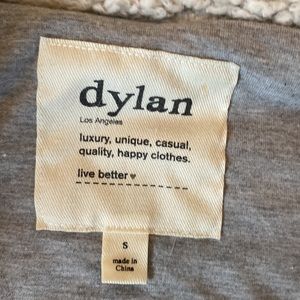 dylan
Los Angeles
luxury, unique, casual,
quality, happy clothes.
live better ♥
S
made in
China